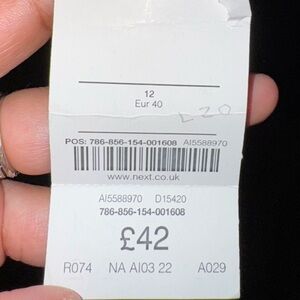 12
Eur 40
£20
POS: 786-856-154-001608 AI5588970
www.next.co.uk
AI5588970 D15420
786-856-154-001608
£42
R074 NA AI03 22 A029